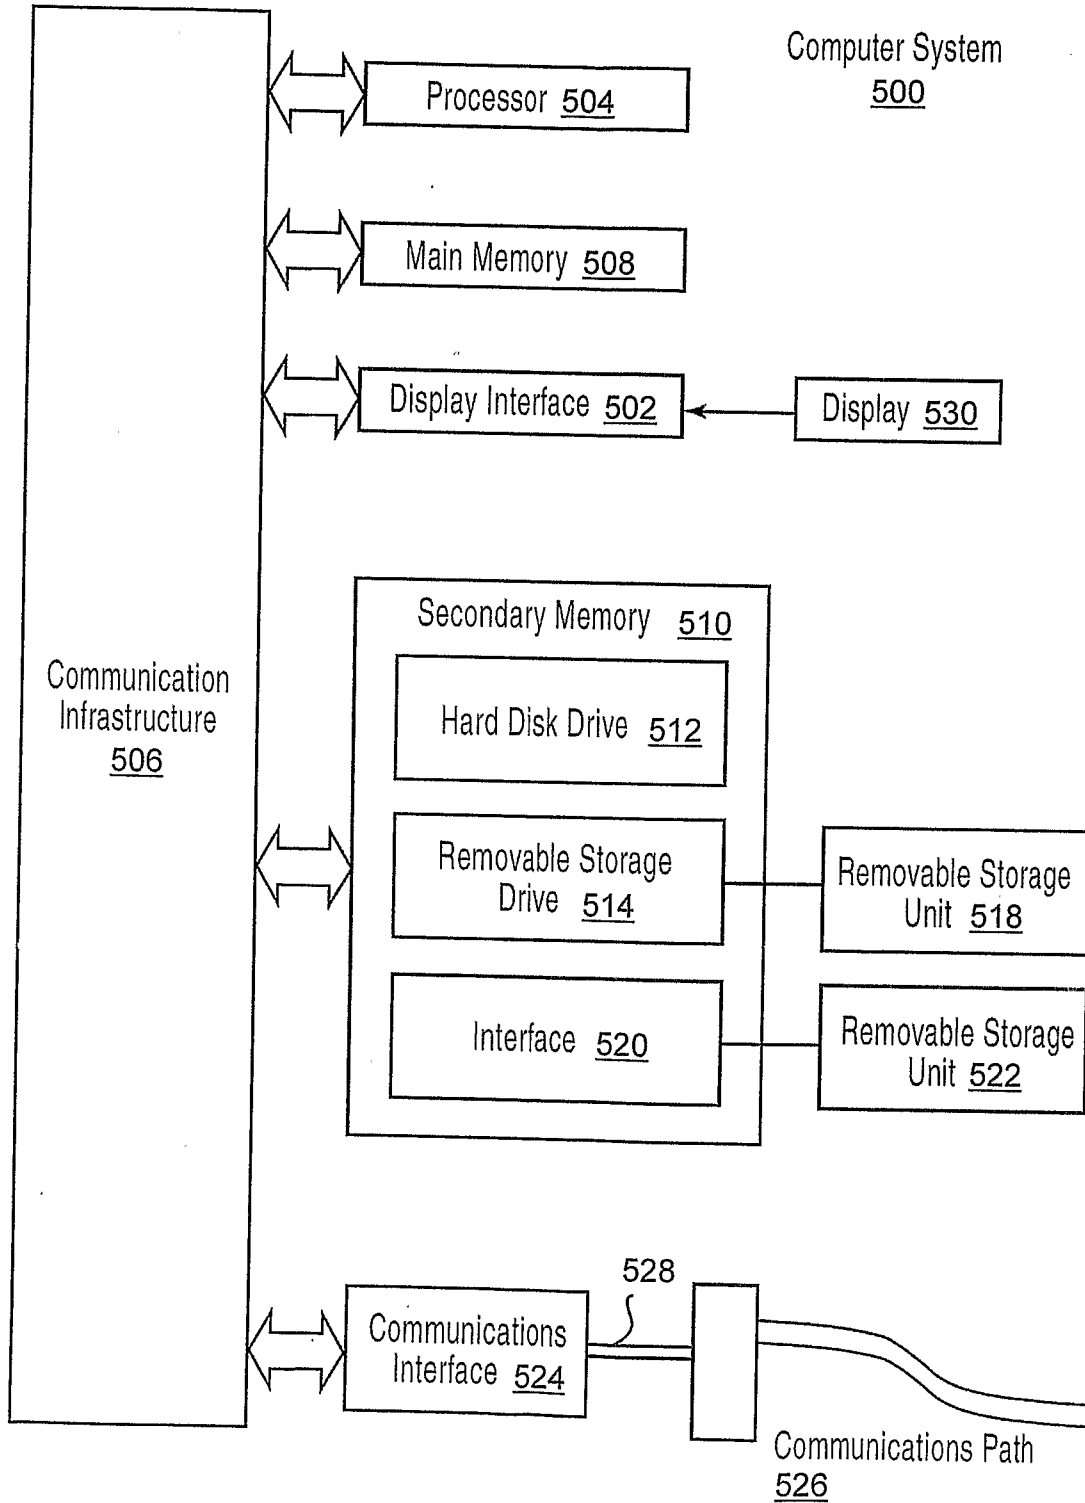 Computer System
500
Processor 504
Main Memory 508
Display Interface 502
Display 530
Secondary Memory 510
Hard Disk Drive 512
Communication
Infrastructure
506
Removable Storage
Drive 514
Removable Storage
Unit 518
Interface 520
Removable Storage
Unit 522
528
Communications
Interface 524
Communications Path
526